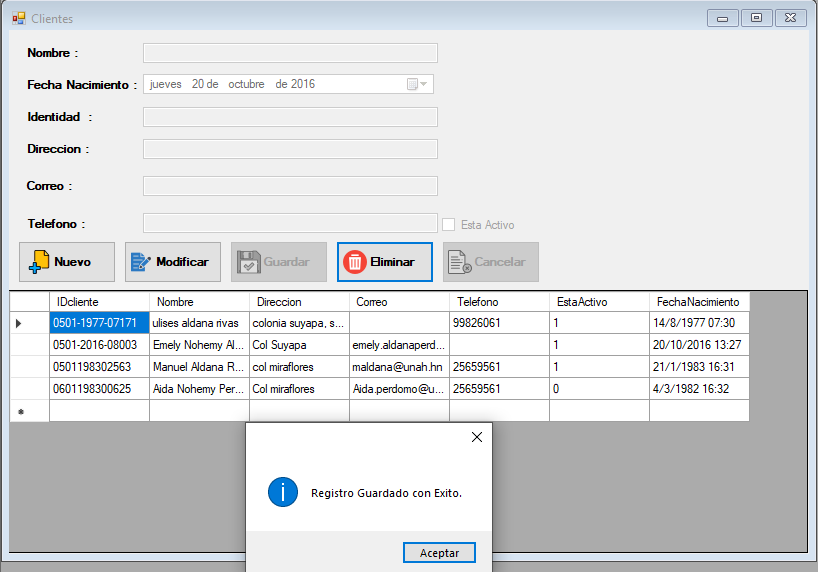 Clientes
Nombre :
Fecha Nacimiento : jueves 20 de octubre de 2016
Identidad :
Direccion :
Correo :
Telefono : Esta Activo
Nuevo Modificar Guardar Eliminar Cancelar
IDcliente Nombre Direccion Correo Telefono EstaActivo FechaNacimiento
0501-1977-07171 ulises aldana rivas colonia suyapa, s... 99826061 1 14/8/1977 07:30
0501-2016-08003 Emely Nohemy Al... Col Suyapa emely.aldanaperd... 1 20/10/2016 13:27
0501198302563 Manuel Aldana R... col miraflores maldana@unah.hn 25659561 1 21/1/1983 16:31
0601198300625 Aida Nohemy Per... Col miraflores Aida.perdomo@u... 25659561 0 4/3/1982 16:32
Registro Guardado con Exito.
Aceptar